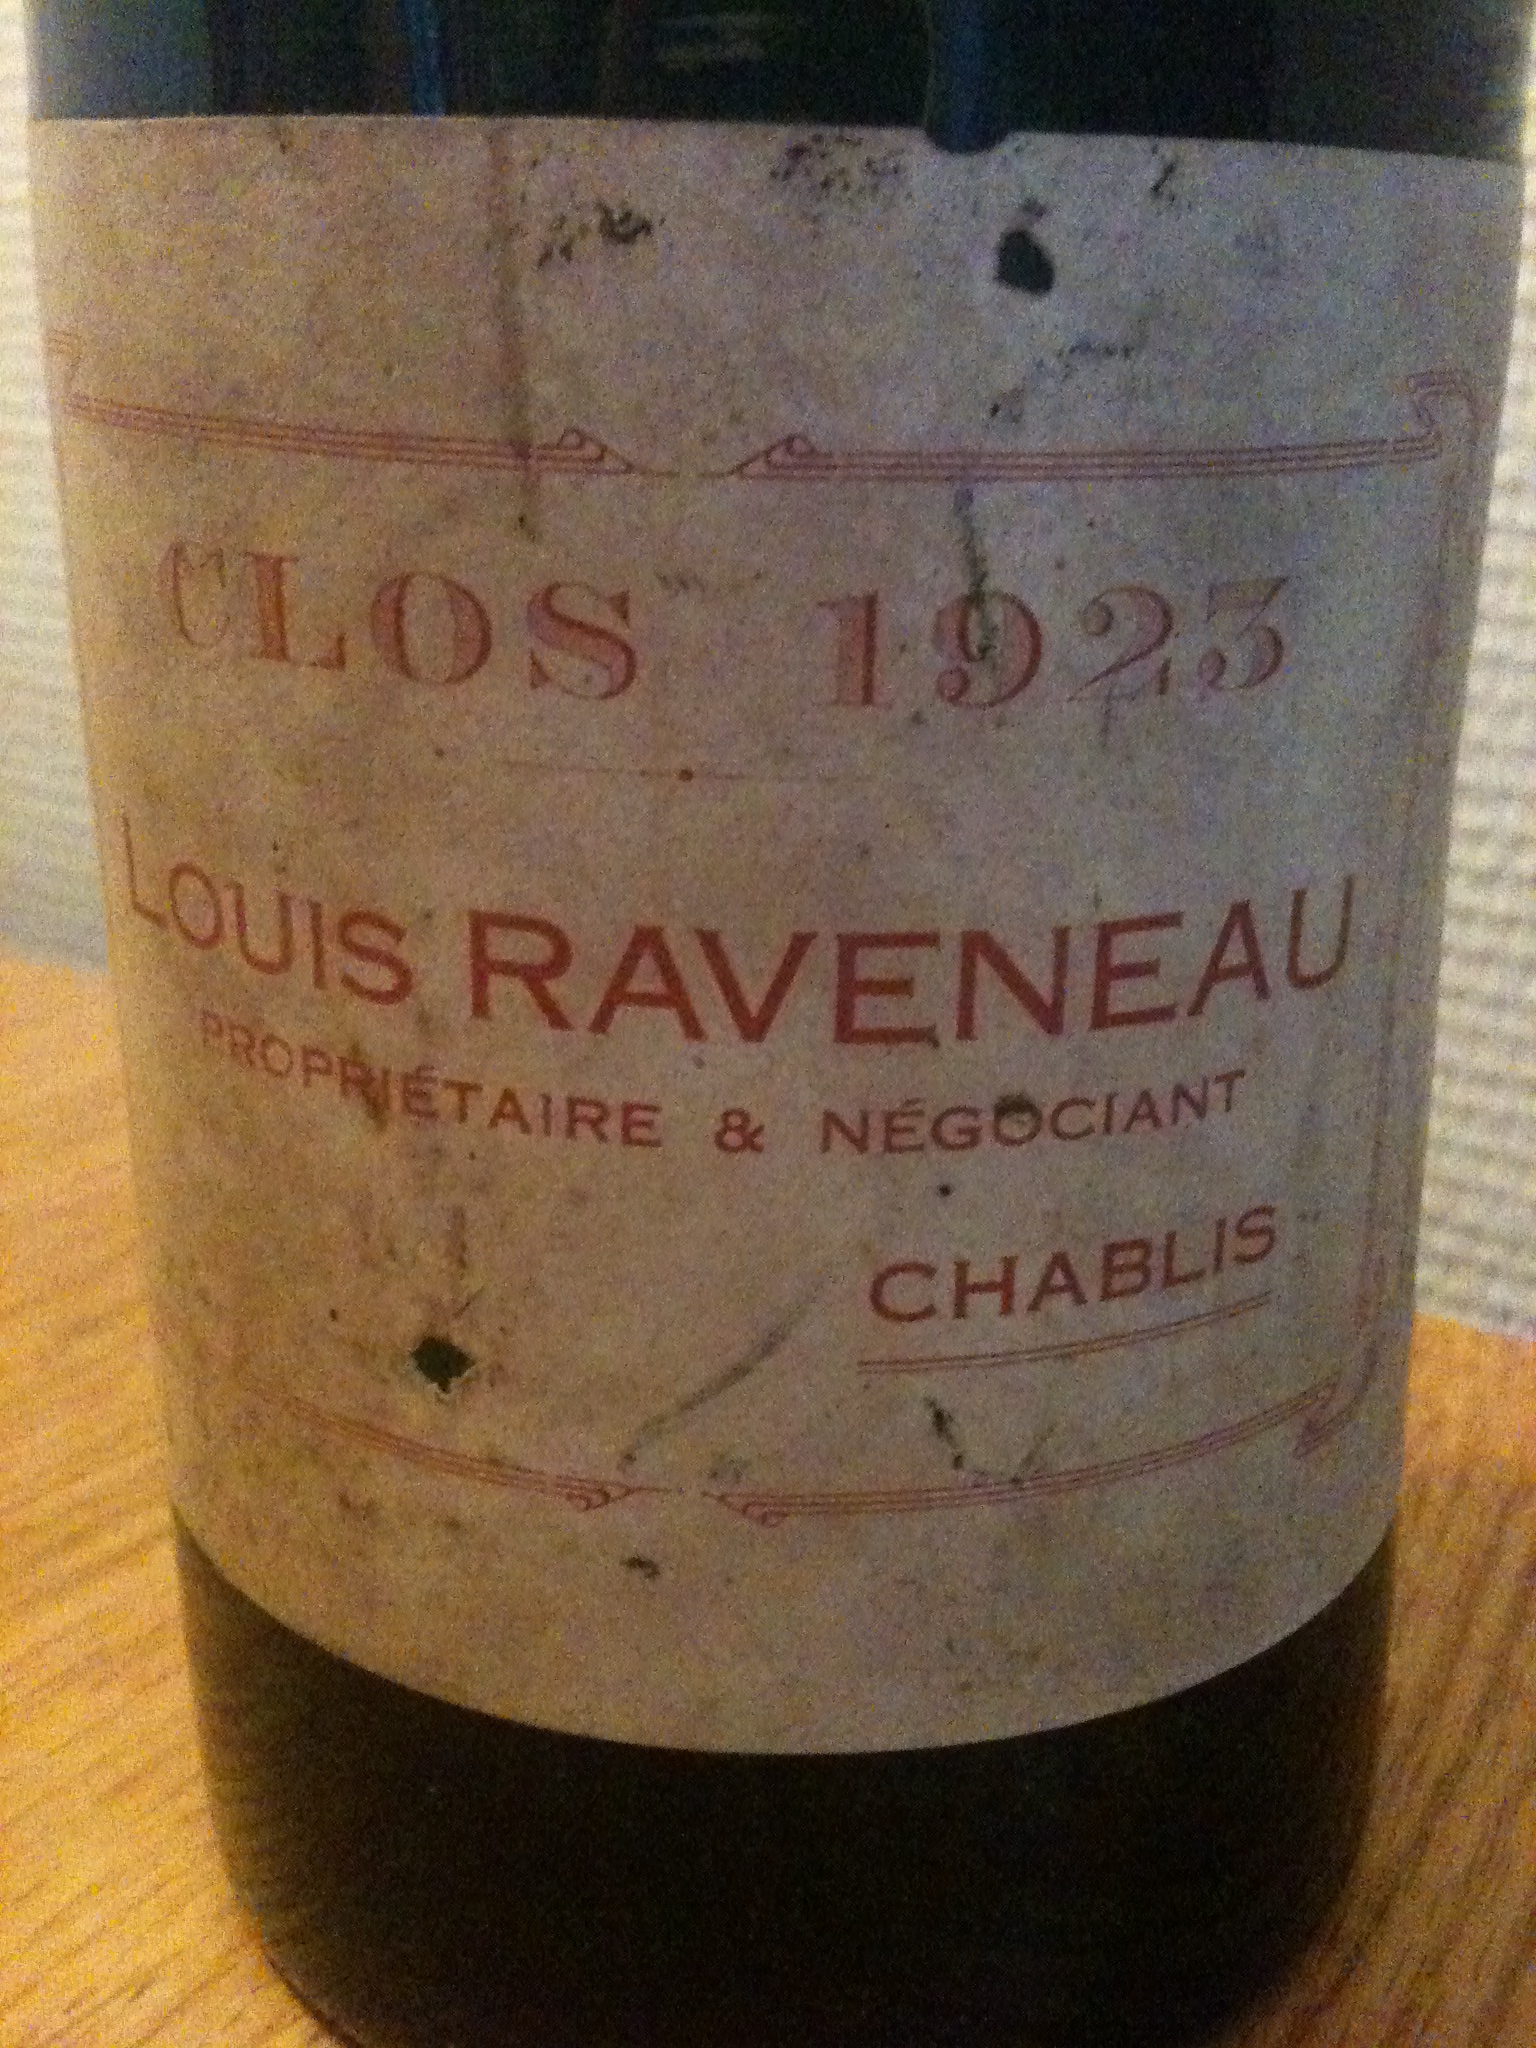 CLOS 1923
LOUIS RAVENEAU
PROPRIÉTAIRE & NÉGOCIANT
CHABLIS